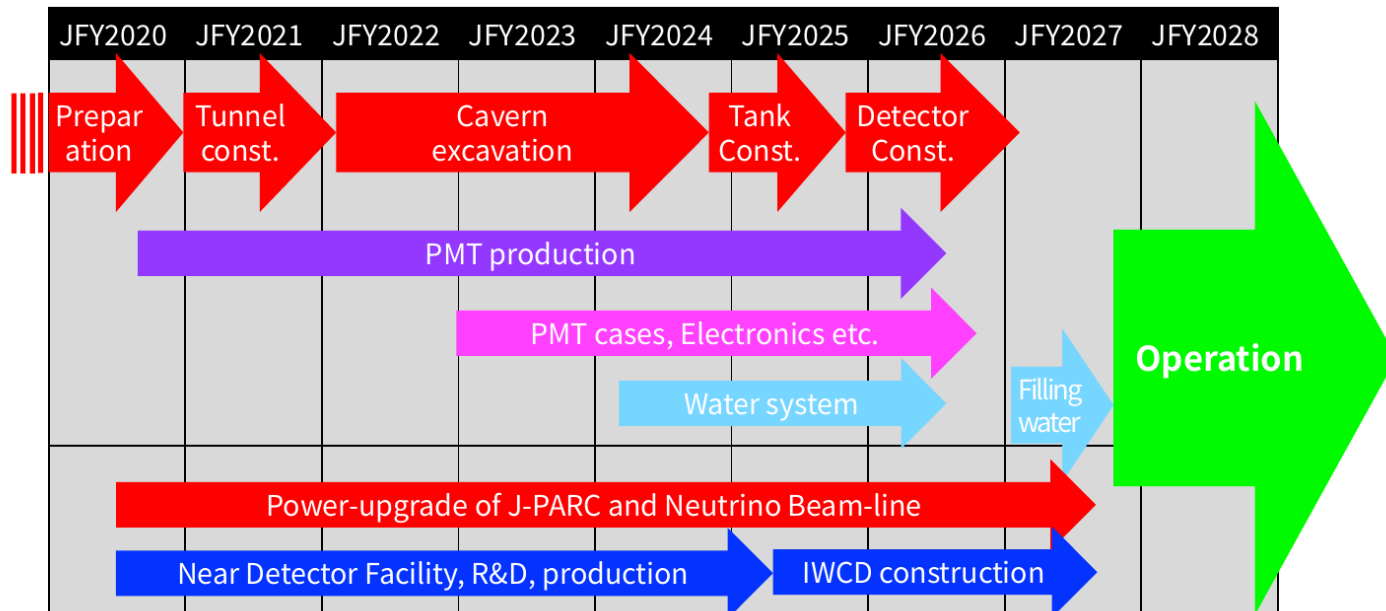 JFY2020 JFY2021 JFY2022 JFY2023 JFY2024 JFY2025 JFY2026 JFY2027 JFY2028
Prepar
ation
Tunnel
const.
Cavern
excavation
Tank
Const.
Detector
Const.
PMT production
PMT cases, Electronics etc.
Water system
Filling
water
Operation
Power-upgrade of J-PARC and Neutrino Beam-line
Near Detector Facility, R&D, production
IWCD construction